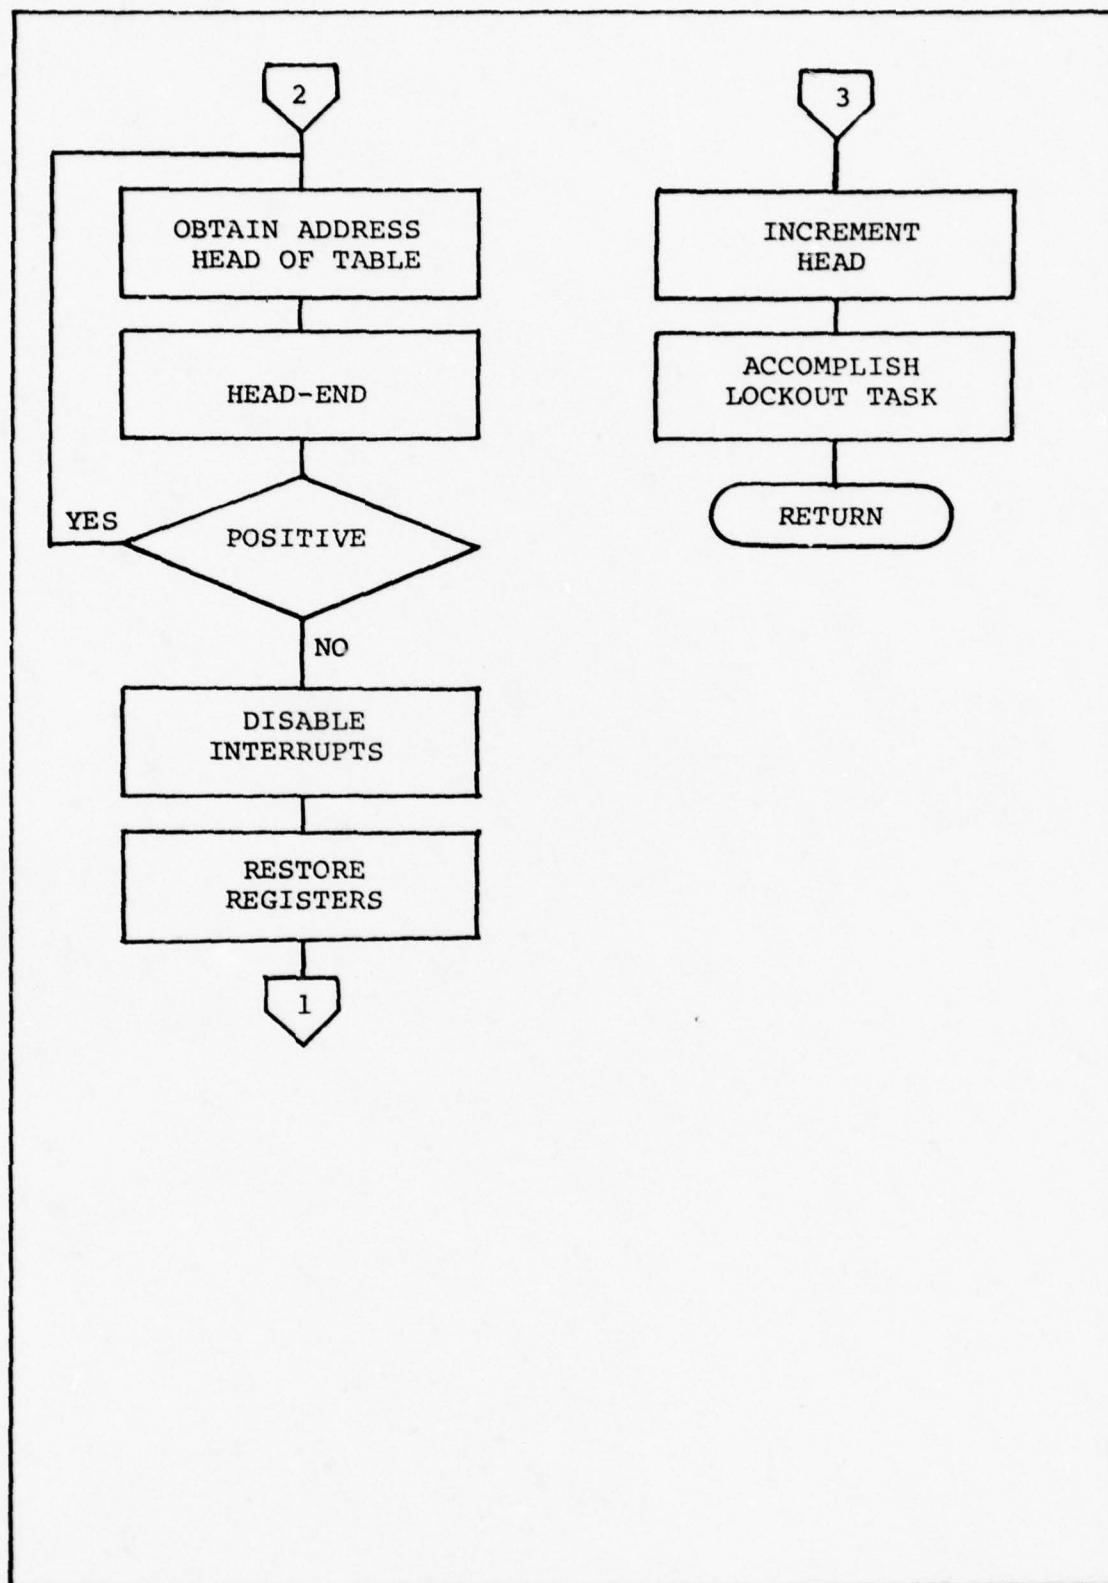 2
OBTAIN ADDRESS
HEAD OF TABLE
HEAD-END
YES
POSITIVE
NO
DISABLE
INTERRUPTS
RESTORE
REGISTERS
1
3
INCREMENT
HEAD
ACCOMPLISH
LOCKOUT TASK
RETURN